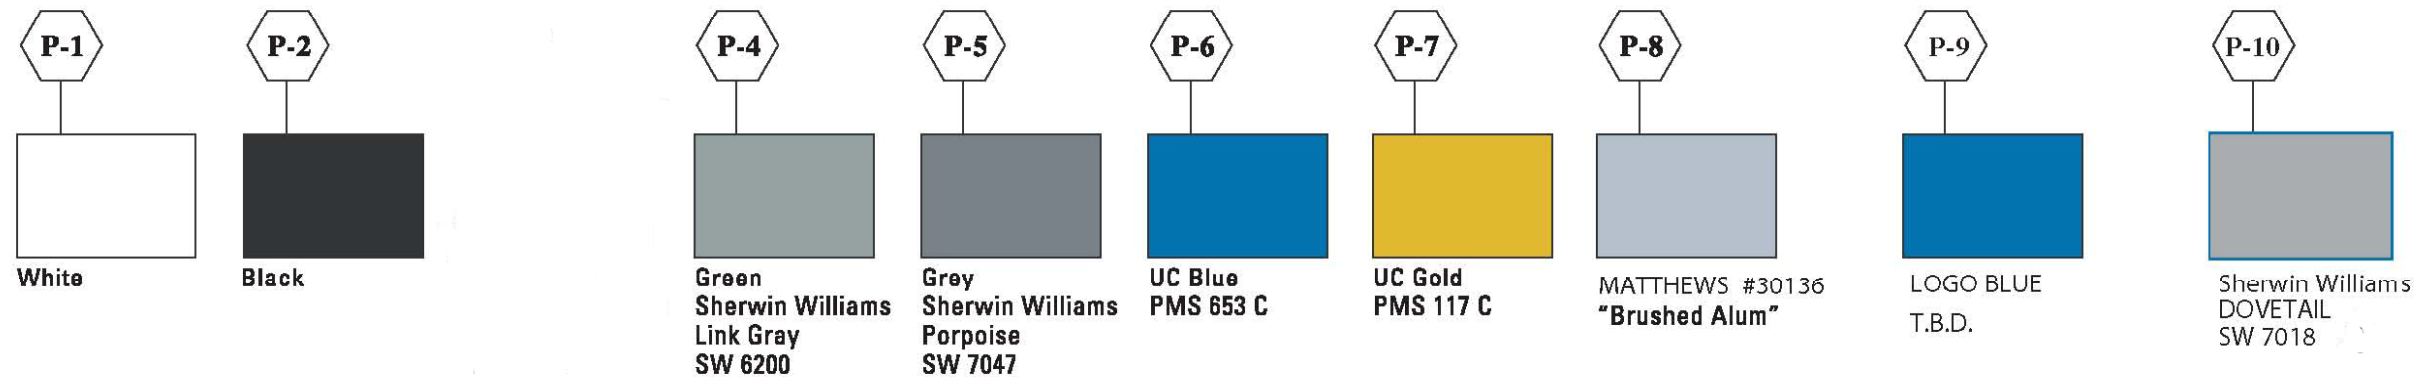 P-1
P-2
P-4
P-5
P-6
P-7
P-8
P-9
P-10
White
Black
Green
Sherwin Williams
Link Gray
SW 6200
Grey
Sherwin Williams
Porpoise
SW 7047
UC Blue
PMS 653 C
UC Gold
PMS 117 C
MATTHEWS #30136
"Brushed Alum"
LOGO BLUE
T.B.D.
Sherwin Williams
DOVETAIL
SW 7018